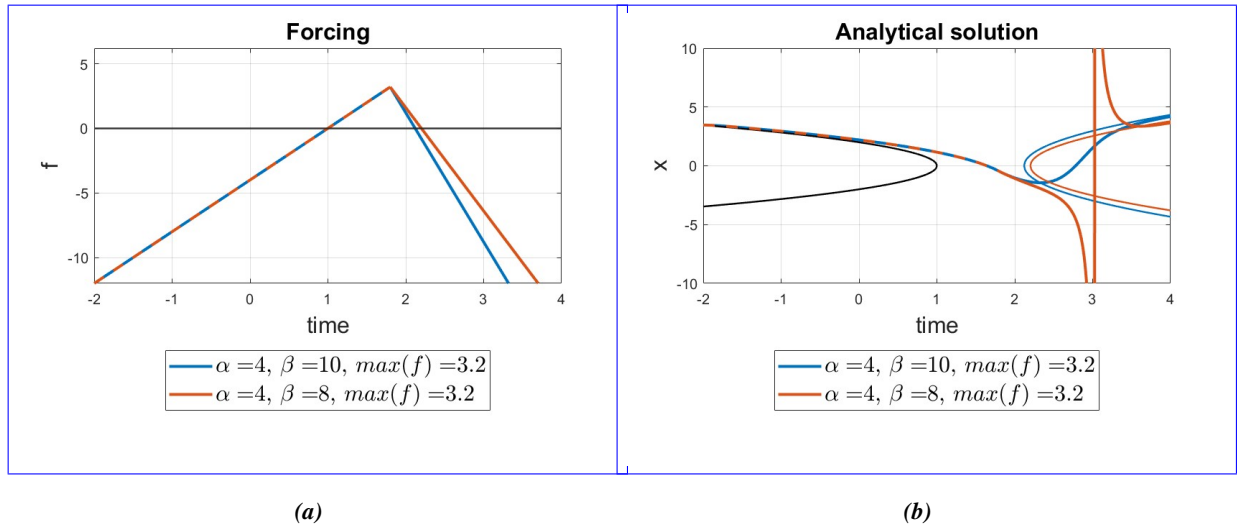 Forcing
5
0
-5
-10
f
-2 -1 0 1 2 3 4
time
α =4, β =10, max(f) =3.2
α =4, β =8, max(f) =3.2
(a)
Analytical solution
10
5
0
-5
-10
x
-2 -1 0 1 2 3 4
time
α =4, β =10, max(f) =3.2
α =4, β =8, max(f) =3.2
(b)